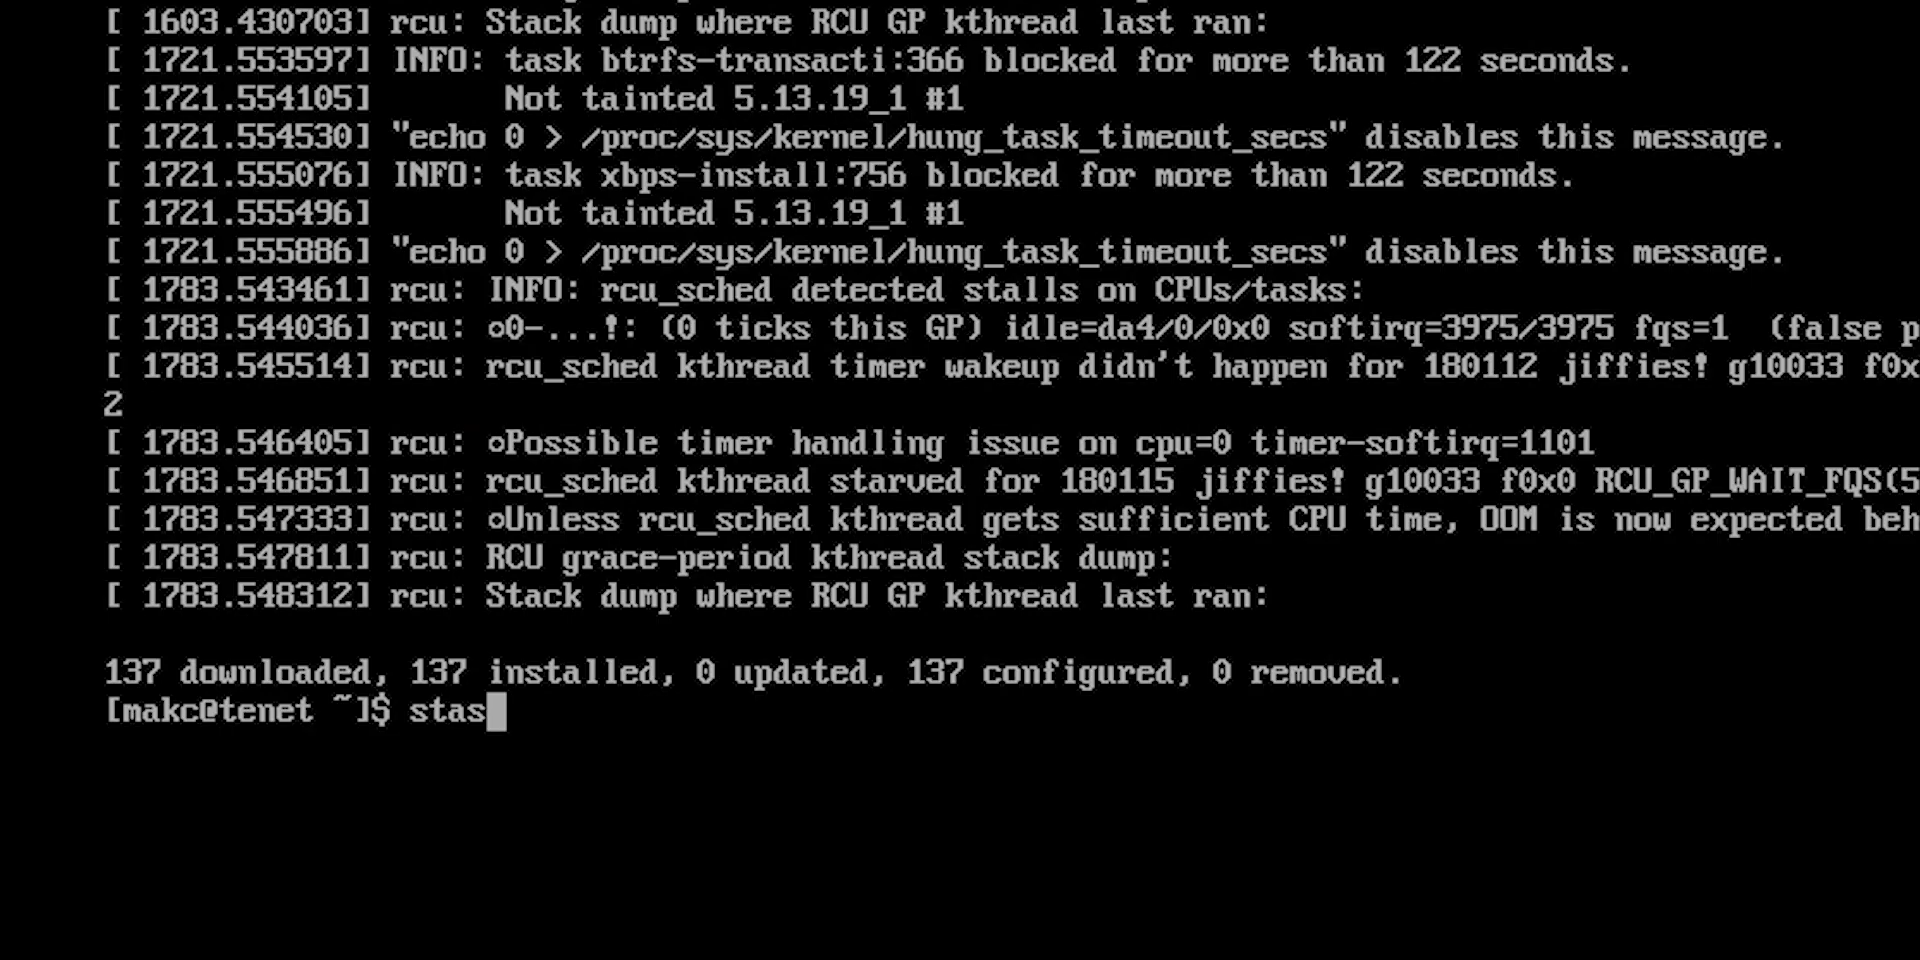 [ 1603.430703] rcu: Stack dump where RCU GP kthread last ran:
[ 1721.553597] INFO: task btrfs-transacti:366 blocked for more than 122 seconds.
[ 1721.554105]       Not tainted 5.13.19_1 #1
[ 1721.554530] "echo 0 > /proc/sys/kernel/hung_task_timeout_secs" disables this message.
[ 1721.555076] INFO: task xbps-install:756 blocked for more than 122 seconds.
[ 1721.555496]       Not tainted 5.13.19_1 #1
[ 1721.555886] "echo 0 > /proc/sys/kernel/hung_task_timeout_secs" disables this message.
[ 1783.543461] rcu: INFO: rcu_sched detected stalls on CPUs/tasks:
[ 1783.544036] rcu: o0-...!: (0 ticks this GP) idle=da4/0/0x0 softirq=3975/3975 fqs=1  (false p
[ 1783.545514] rcu: rcu_sched kthread timer wakeup didn't happen for 180112 jiffies! g10033 f0x
2
[ 1783.546405] rcu: oPossible timer handling issue on cpu=0 timer-softirq=1101
[ 1783.546851] rcu: rcu_sched kthread starved for 180115 jiffies! g10033 f0x0 RCU_GP_WAIT_FQS(5
[ 1783.547333] rcu: oUnless rcu_sched kthread gets sufficient CPU time, OOM is now expected beh
[ 1783.547811] rcu: RCU grace-period kthread stack dump:
[ 1783.548312] rcu: Stack dump where RCU GP kthread last ran:
137 downloaded, 137 installed, 0 updated, 137 configured, 0 removed.
[makc@tenet ~]$ stas